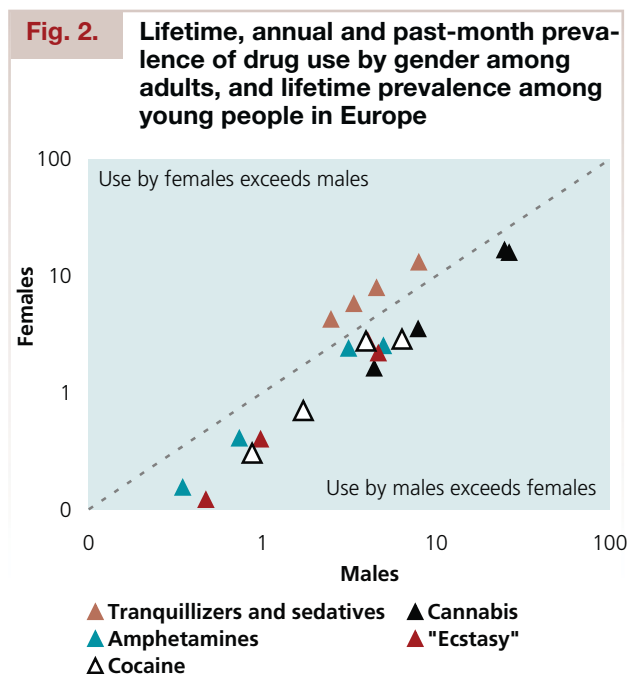 Fig. 2.
Lifetime, annual and past-month preva-
lence of drug use by gender among
adults, and lifetime prevalence among
young people in Europe
100
Use by females exceeds males
10
Females
1
Use by males exceeds females
0
0 1 10 100
Males
Tranquillizers and sedatives Cannabis
Amphetamines "Ecstasy"
Cocaine